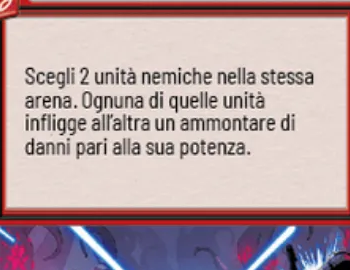 Scegli 2 unità nemiche nella stessa
arena. Ognuna di quelle unità
infligge all'altra un ammontare di
danni pari alla sua potenza.